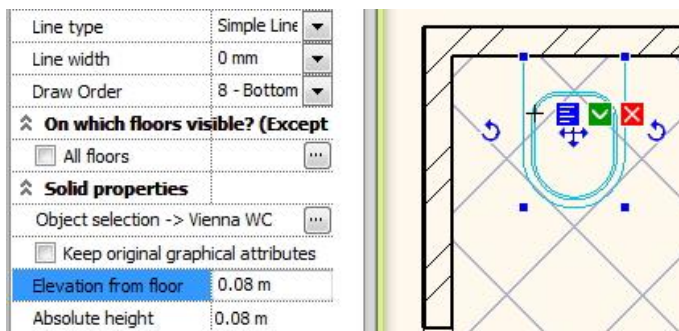 Line type Simple Line
Line width 0 mm
Draw Order 8 - Bottom
On which floors visible? (Except
All floors ...
Solid properties
Object selection -> Vienna WC ...
Keep original graphical attributes
Elevation from floor 0.08 m
Absolute height 0.08 m